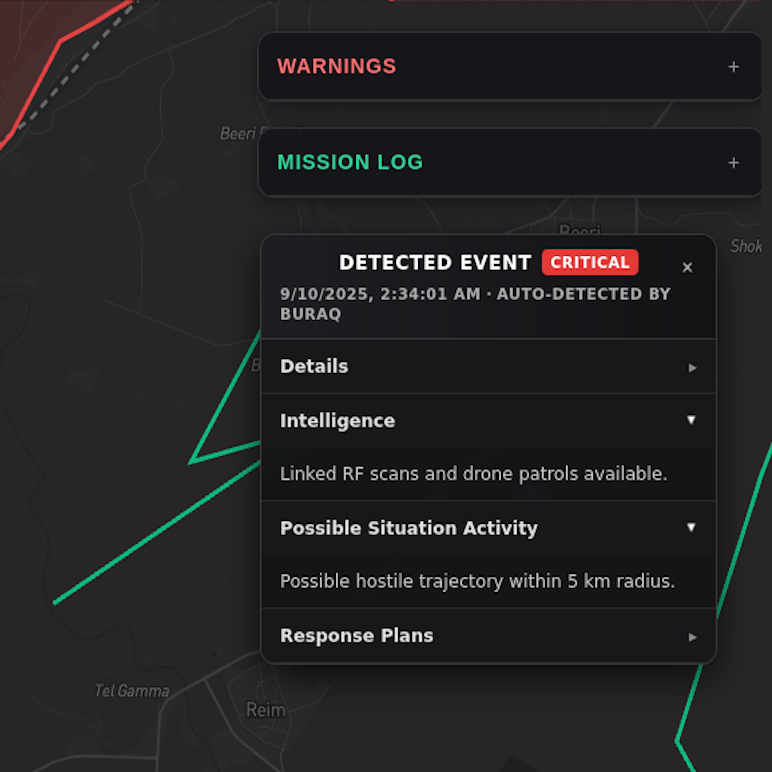 WARNINGS +
Beeri
MISSION LOG +
Beeri
Shok
DETECTED EVENT CRITICAL ×
9/10/2025, 2:34:01 AM · AUTO-DETECTED BY
BURAQ
Details ▸
B
Intelligence ▾
Linked RF scans and drone patrols available.
Possible Situation Activity ▾
Possible hostile trajectory within 5 km radius.
Response Plans ▸
Tel Gamma
Reim